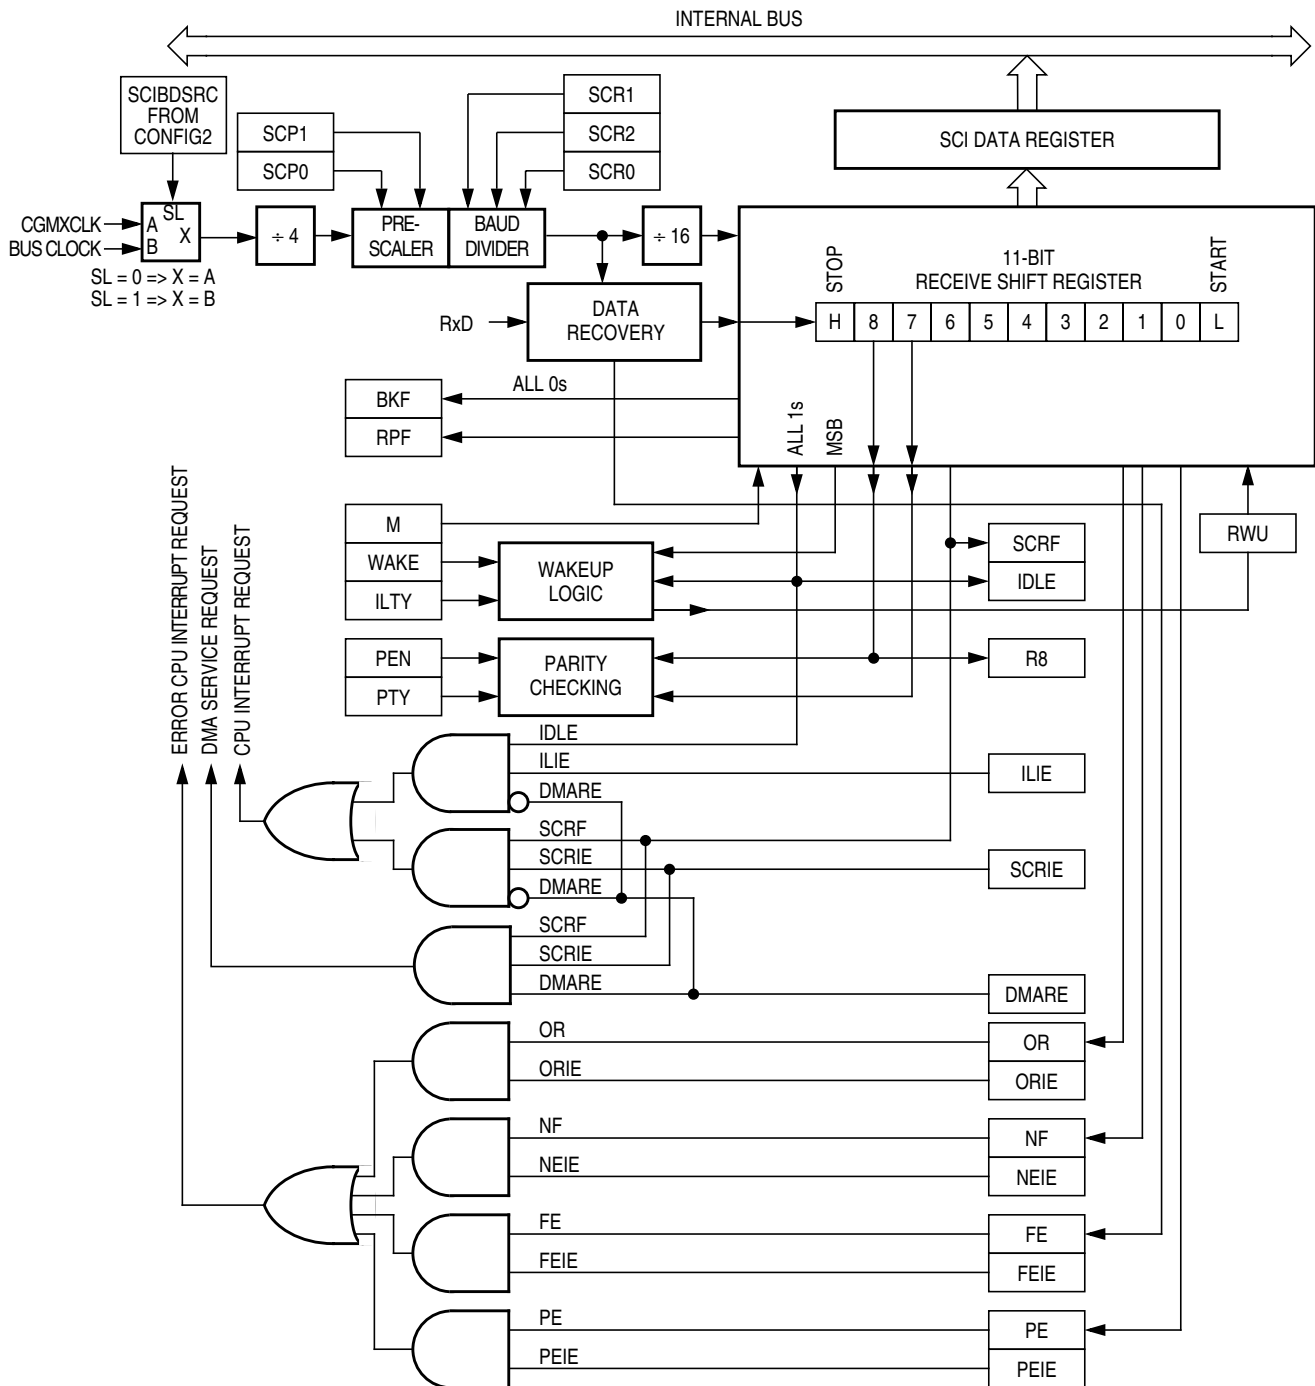 INTERNAL BUS
SCIBDSRC
FROM
CONFIG2
SCP1
SCP0
SCR1
SCR2
SCR0
SCI DATA REGISTER
CGMXCLK
BUS CLOCK
SL
A
X
B
SL = 0 => X = A
SL = 1 => X = B
÷ 4
PRE-
SCALER
BAUD
DIVIDER
÷ 16
RxD
DATA
RECOVERY
STOP
11-BIT
RECEIVE SHIFT REGISTER
START
H 8 7 6 5 4 3 2 1 0 L
ALL 0s
BKF
RPF
ALL 1s
MSB
M
WAKE
ILTY
WAKEUP
LOGIC
SCRF
IDLE
RWU
PEN
PTY
PARITY
CHECKING
R8
ERROR CPU INTERRUPT REQUEST
DMA SERVICE REQUEST
CPU INTERRUPT REQUEST
IDLE
ILIE
DMARE
ILIE
SCRF
SCRIE
DMARE
SCRIE
SCRF
SCRIE
DMARE
DMARE
OR
ORIE
OR
ORIE
NF
NEIE
NF
NEIE
FE
FEIE
FE
FEIE
PE
PEIE
PE
PEIE